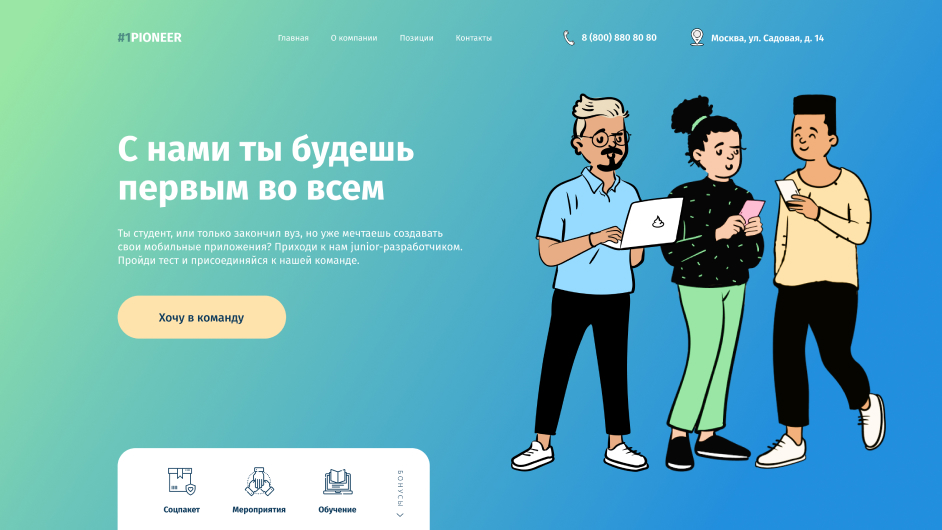 #1PIONEER
Главная
О компании
Позиции
Контакты
8 (800) 880 80 80
Москва, ул. Садовая, д. 14
С нами ты будешь
первым во всем
Ты студент, или только закончил вуз, но уже мечтаешь создавать
свои мобильные приложения? Приходи к нам junior-разработчиком.
Пройди тест и присоединяйся к нашей команде.
Хочу в команду
Соцпакет
Мероприятия
Обучение
БОНУСЫ